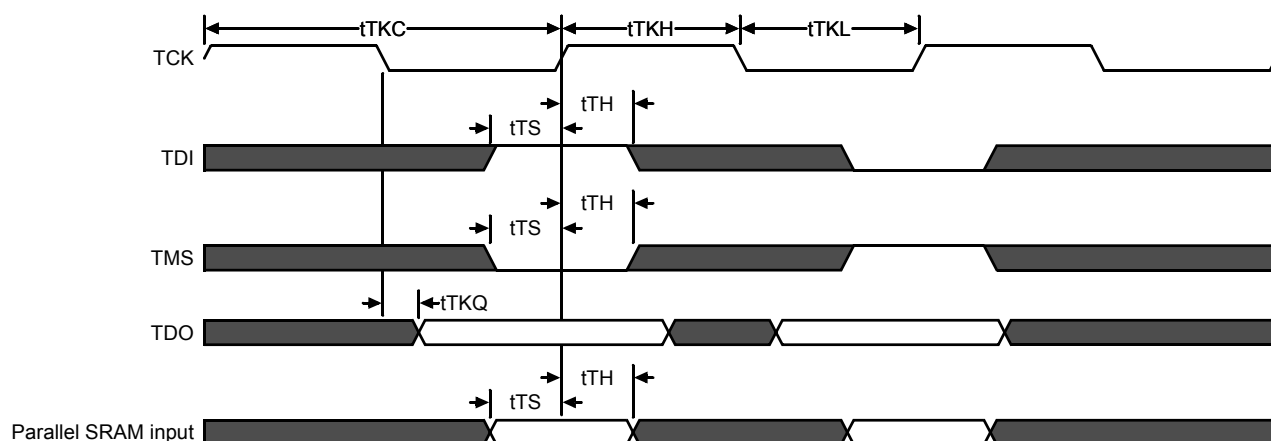 tTKC
tTKH
tTKL
TCK
tTH
tTS
TDI
tTH
tTS
TMS
tTKQ
TDO
tTH
tTS
Parallel SRAM input